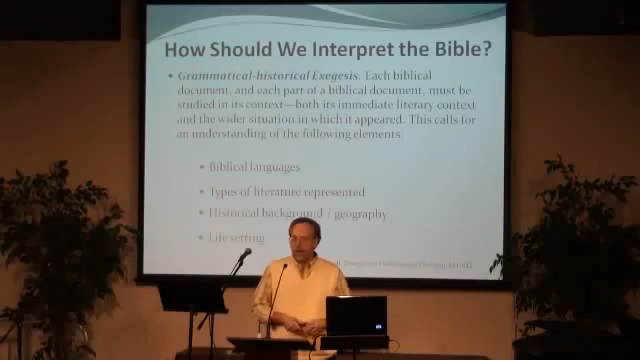 How Should We Interpret the Bible?
• Grammatical-historical Exegesis. Each biblical
document, and each part of a biblical document, must be
studied in its context—both its immediate literary context
and the wider situation in which it appeared. This calls for
an understanding of the following elements.
• Biblical languages
• Types of literature represented
• Historical background / geography
• Life setting